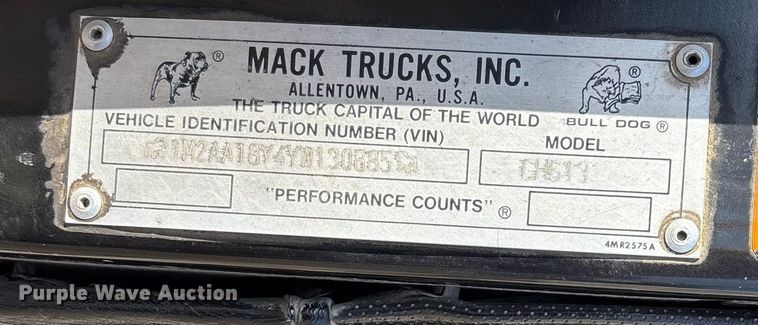 MACK TRUCKS, INC.
ALLENTOWN, PA., U.S.A.
THE TRUCK CAPITAL OF THE WORLD
BULL DOG ®
VEHICLE IDENTIFICATION NUMBER (VIN)
MODEL
CH613
"PERFORMANCE COUNTS" ®
4MR2575A
Purple Wave Auction